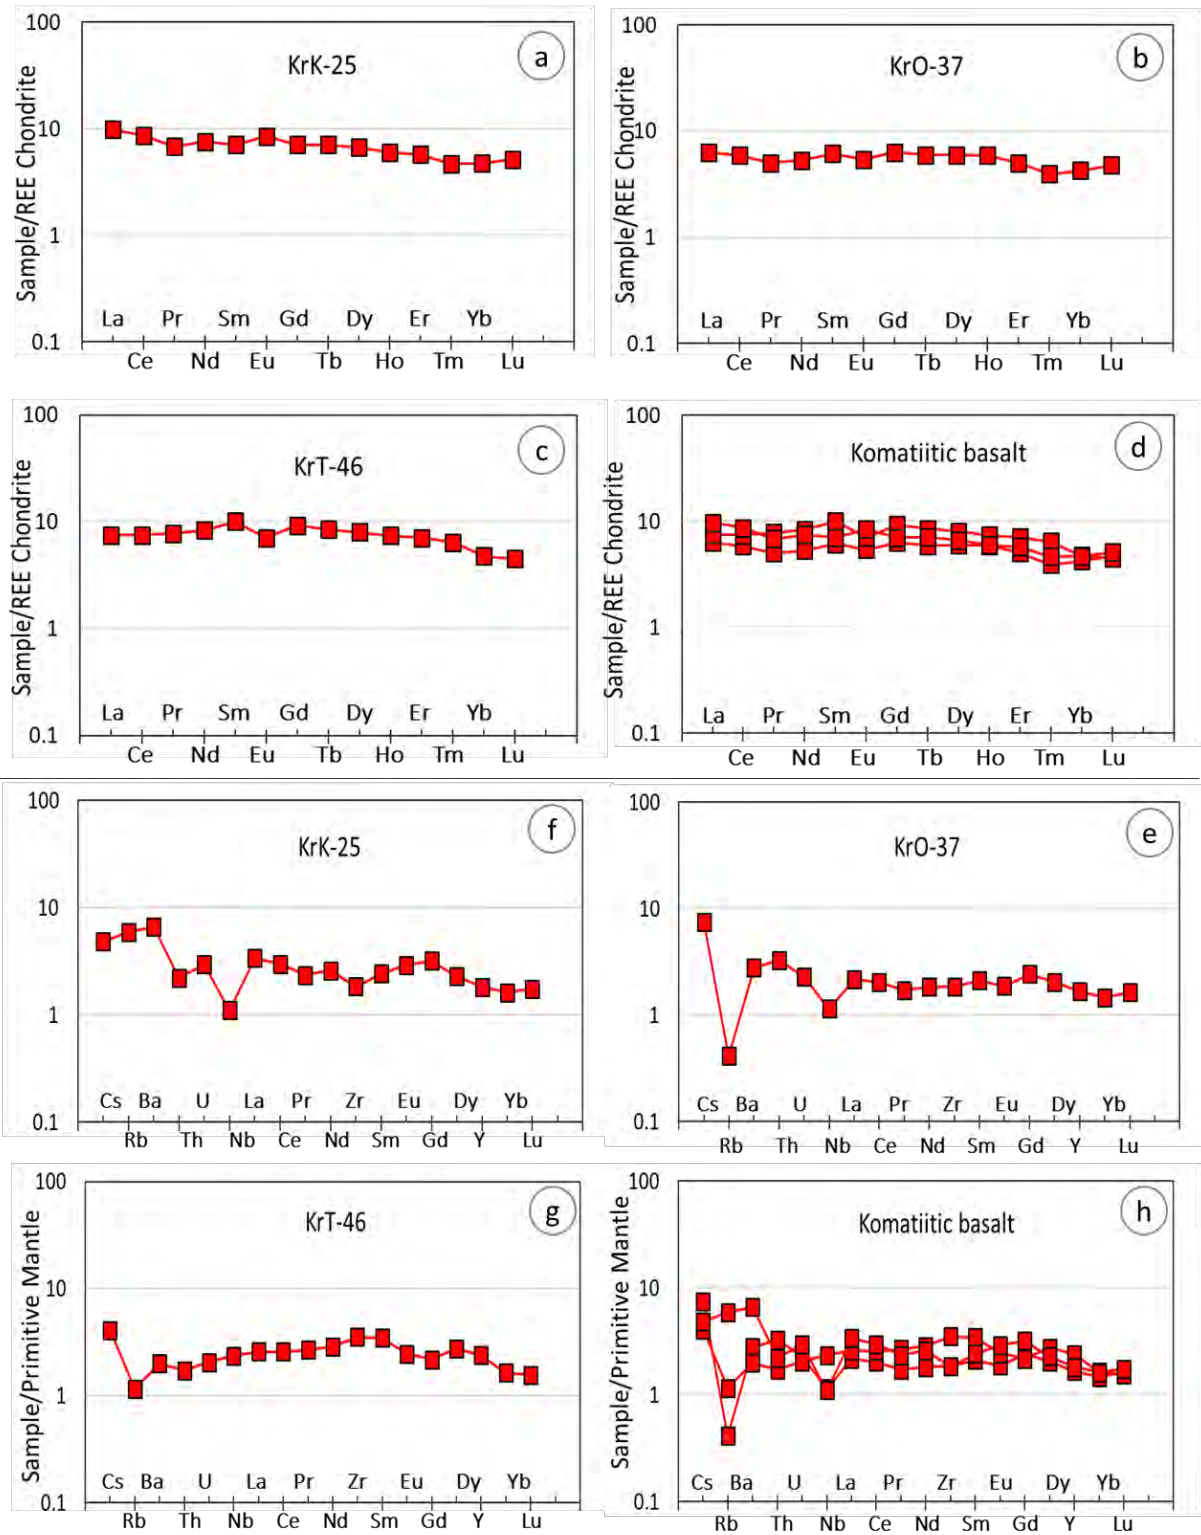 100
KrK-25
a
10
1
0.1
Sample/REE Chondrite
La Pr Sm Gd Dy Er Yb
Ce Nd Eu Tb Ho Tm Lu
100
KrO-37
b
10
1
0.1
Sample/REE Chondrite
La Pr Sm Gd Dy Er Yb
Ce Nd Eu Tb Ho Tm Lu
100
KrT-46
c
10
1
0.1
Sample/REE Chondrite
La Pr Sm Gd Dy Er Yb
Ce Nd Eu Tb Ho Tm Lu
100
Komatiitic basalt
d
10
1
0.1
Sample/REE Chondrite
La Pr Sm Gd Dy Er Yb
Ce Nd Eu Tb Ho Tm Lu
100
KrK-25
f
10
1
0.1
Cs Ba U La Pr Zr Eu Dy Yb
Rb Th Nb Ce Nd Sm Gd Y Lu
100
KrO-37
e
10
1
0.1
Cs Ba U La Pr Zr Eu Dy Yb
Rb Th Nb Ce Nd Sm Gd Y Lu
100
KrT-46
g
10
1
0.1
Sample/Primitive Mantle
Cs Ba U La Pr Zr Eu Dy Yb
Rb Th Nb Ce Nd Sm Gd Y Lu
100
Komatiitic basalt
h
10
1
0.1
Sample/Primitive Mantle
Cs Ba U La Pr Zr Eu Dy Yb
Rb Th Nb Ce Nd Sm Gd Y Lu